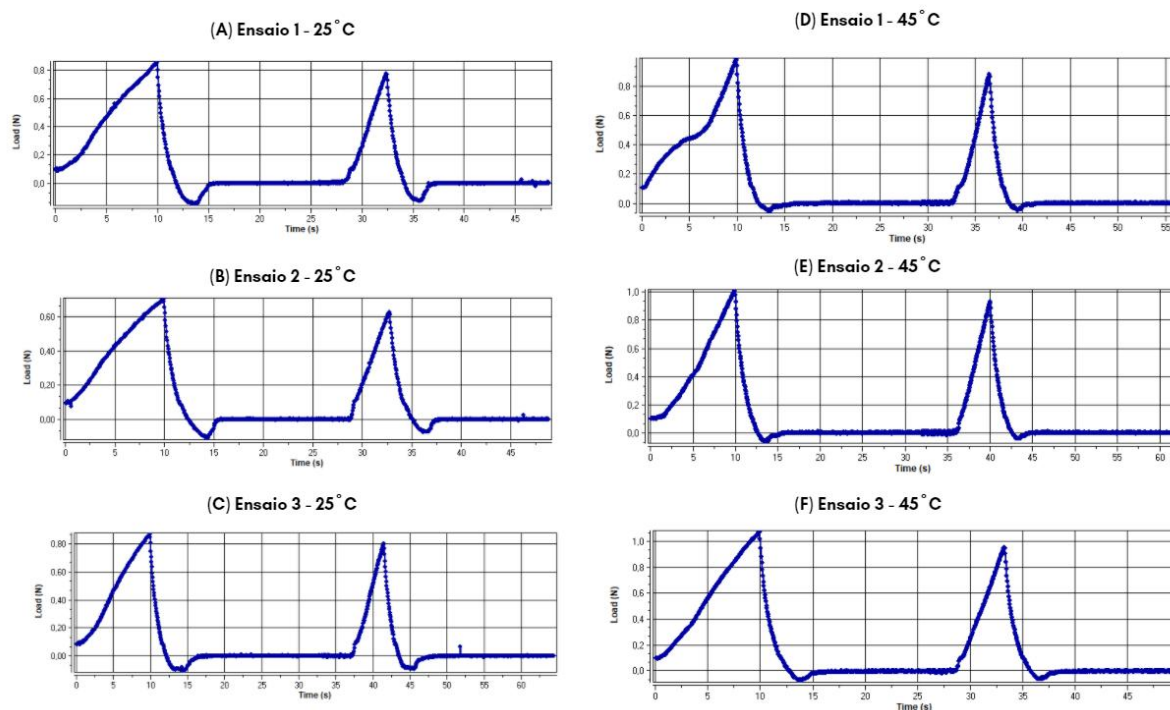 (A) Ensaio 1 - 25°C
Load (N)
0,8
0,6
0,4
0,2
0,0
0 5 10 15 20 25 30 35 40 45
Time (s)
(B) Ensaio 2 - 25°C
Load (N)
0.60
0.40
0.20
0.00
0 5 10 15 20 25 30 35 40 45
Time (s)
(C) Ensaio 3 - 25°C
Load (N)
0.80
0.60
0.40
0.20
0.00
0 5 10 15 20 25 30 35 40 45 50 55 60
Time (s)
(D) Ensaio 1 - 45°C
Load (N)
0,8
0,6
0,4
0,2
0,0
0 5 10 15 20 25 30 35 40 45 50 55
Time (s)
(E) Ensaio 2 - 45°C
Load (N)
1,0
0,8
0,6
0,4
0,2
0,0
0 5 10 15 20 25 30 35 40 45 50 55 60
Time (s)
(F) Ensaio 3 - 45°C
Load (N)
1,0
0,8
0,6
0,4
0,2
0,0
0 5 10 15 20 25 30 35 40 45
Time (s)